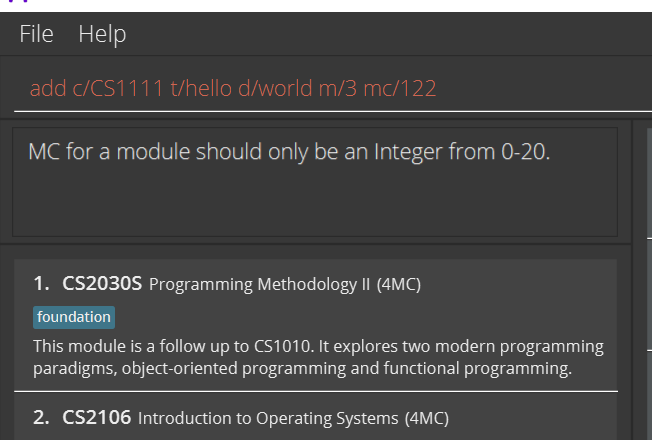 File Help
add c/CS1111 t/hello d/world m/3 mc/122
MC for a module should only be an Integer from 0-20.
1. CS2030S Programming Methodology II (4MC)
foundation
This module is a follow up to CS1010. It explores two modern programming
paradigms, object-oriented programming and functional programming.
2. CS2106 Introduction to Operating Systems (4MC)